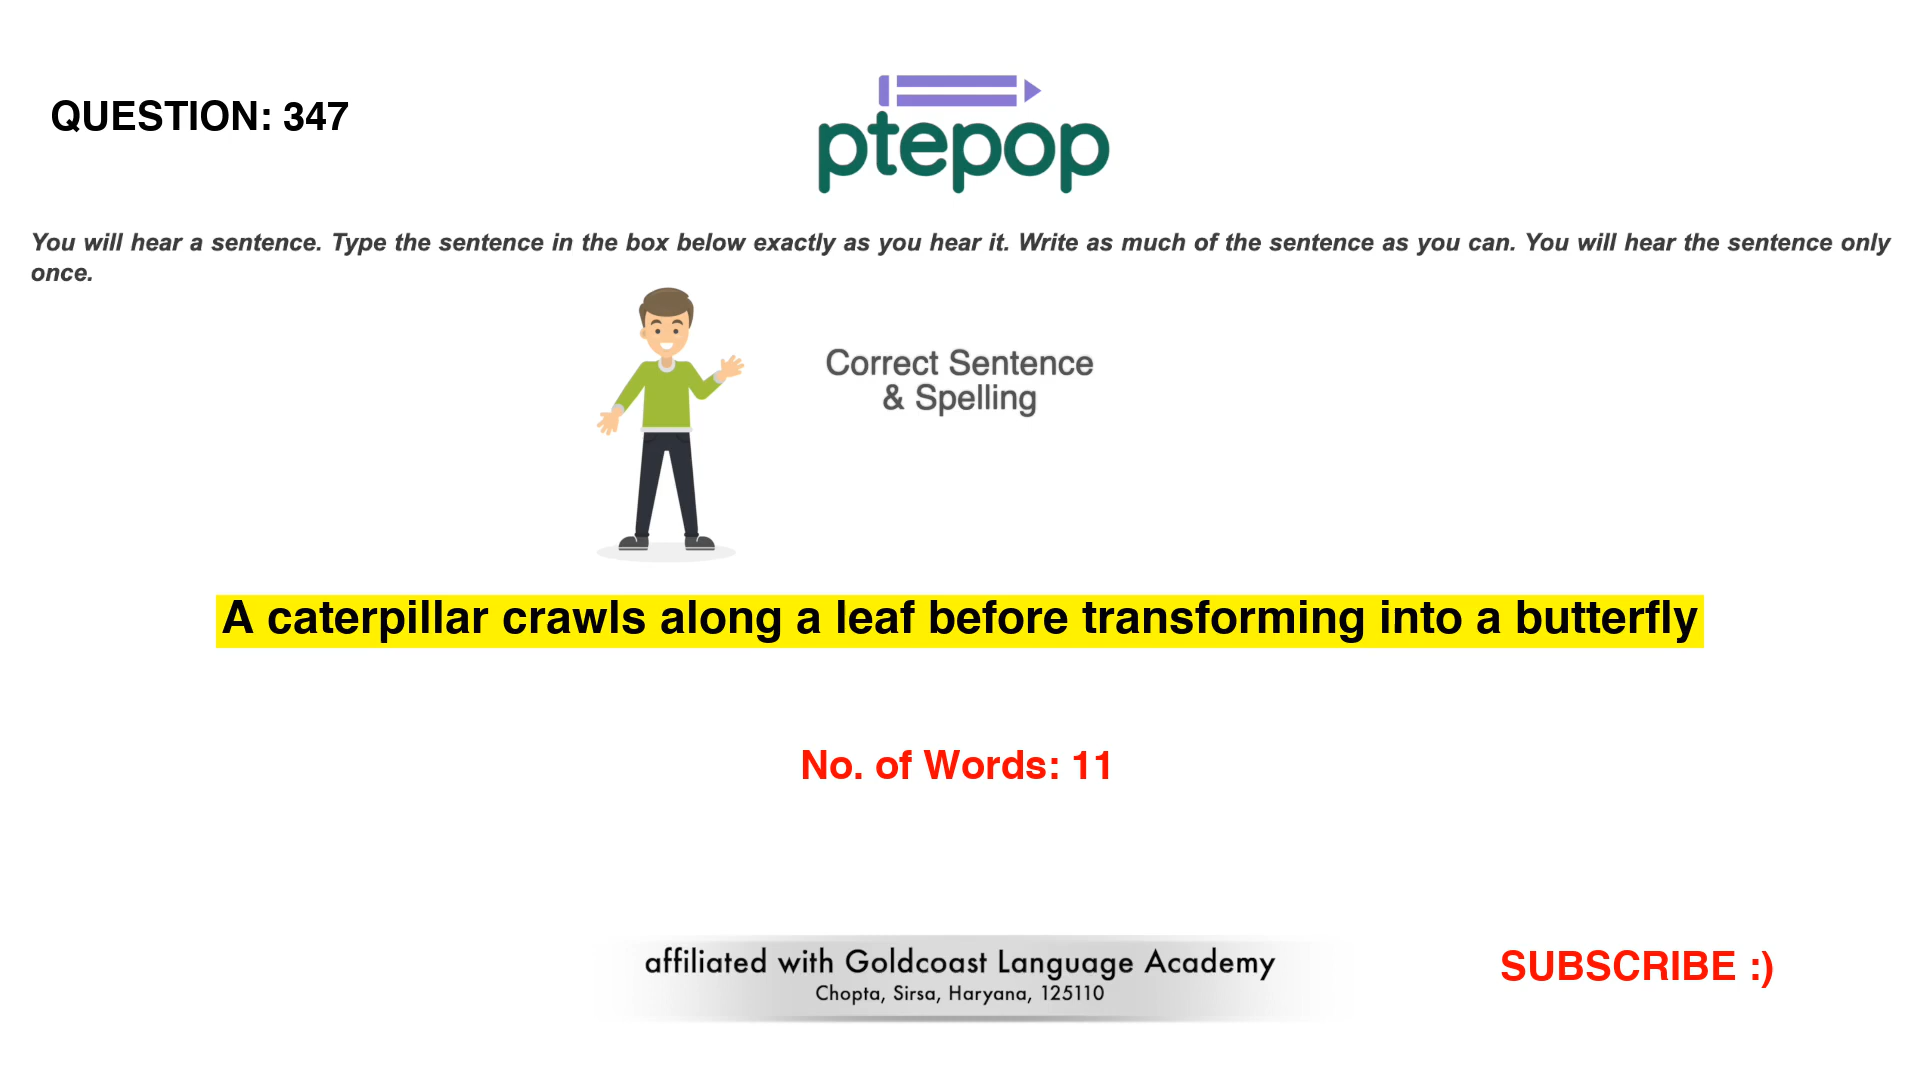 QUESTION: 347
ptepop
You will hear a sentence. Type the sentence in the box below exactly as you hear it. Write as much of the sentence as you can. You will hear the sentence only
once.
Correct Sentence
& Spelling
A caterpillar crawls along a leaf before transforming into a butterfly
No. of Words: 11
affiliated with Goldcoast Language Academy
Chopta, Sirsa, Haryana, 125110
SUBSCRIBE :)